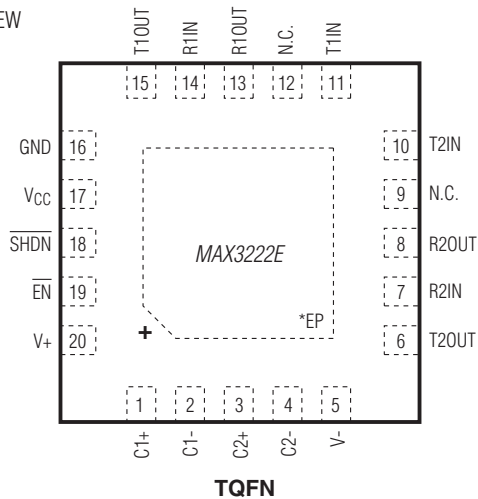 EW
T1OUT
R1IN
R1OUT
N.C.
T1IN
15 14 13 12 11
GND 16
VCC 17
SHDN 18
EN 19
V+ 20
10 T2IN
9 N.C.
8 R2OUT
7 R2IN
6 T2OUT
MAX3222E
*EP
+
1 2 3 4 5
C1+
C1-
C2+
C2-
V-
TQFN